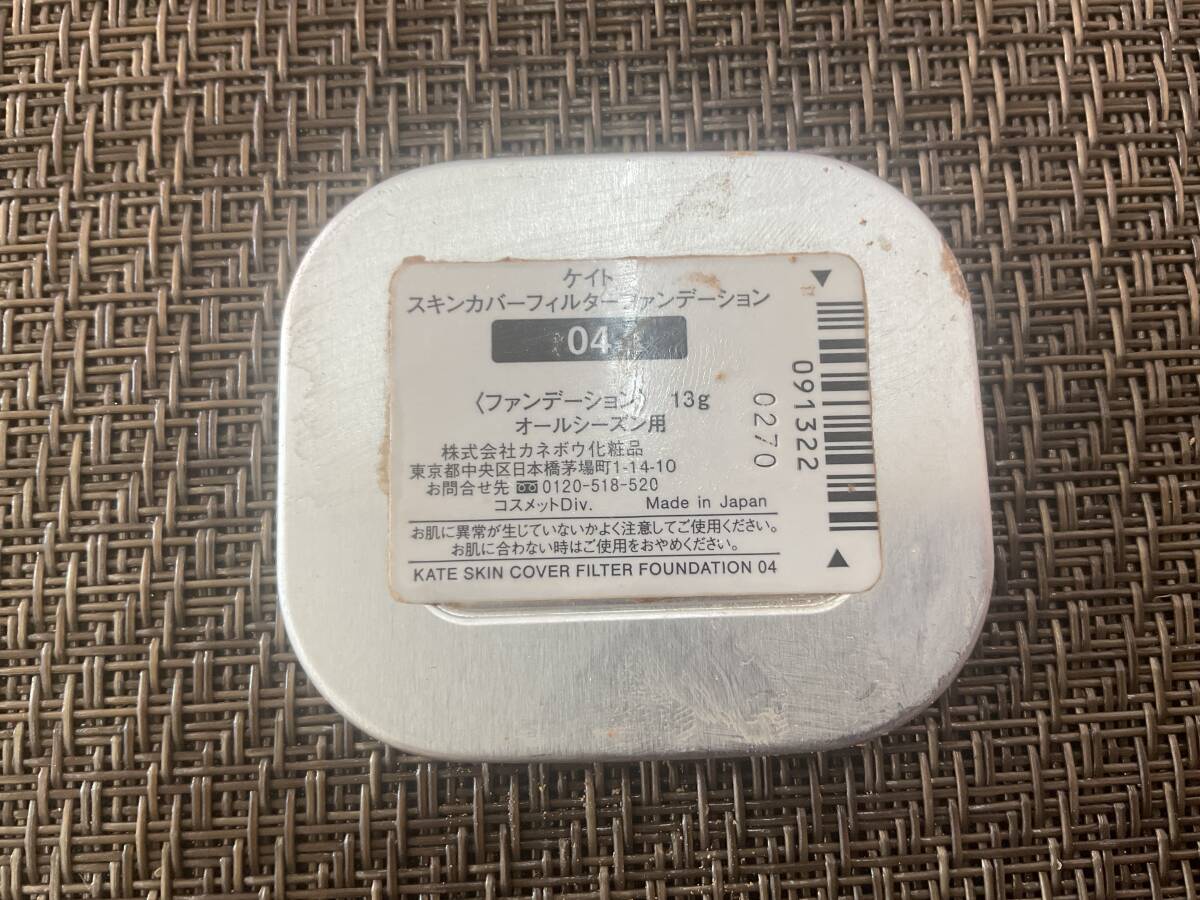 ケイト
スキンカバーフィルターファンデーション
04
〈ファンデーション〉 13g
オールシーズン用
株式会社カネボウ化粧品
東京都中央区日本橋茅場町1-14-10
お問合せ先 0120-518-520
コスメットDiv. Made in Japan
お肌に異常が生じていないかよく注意してご使用ください。
お肌に合わない時はご使用をおやめください。
KATE SKIN COVER FILTER FOUNDATION 04
0270
091322